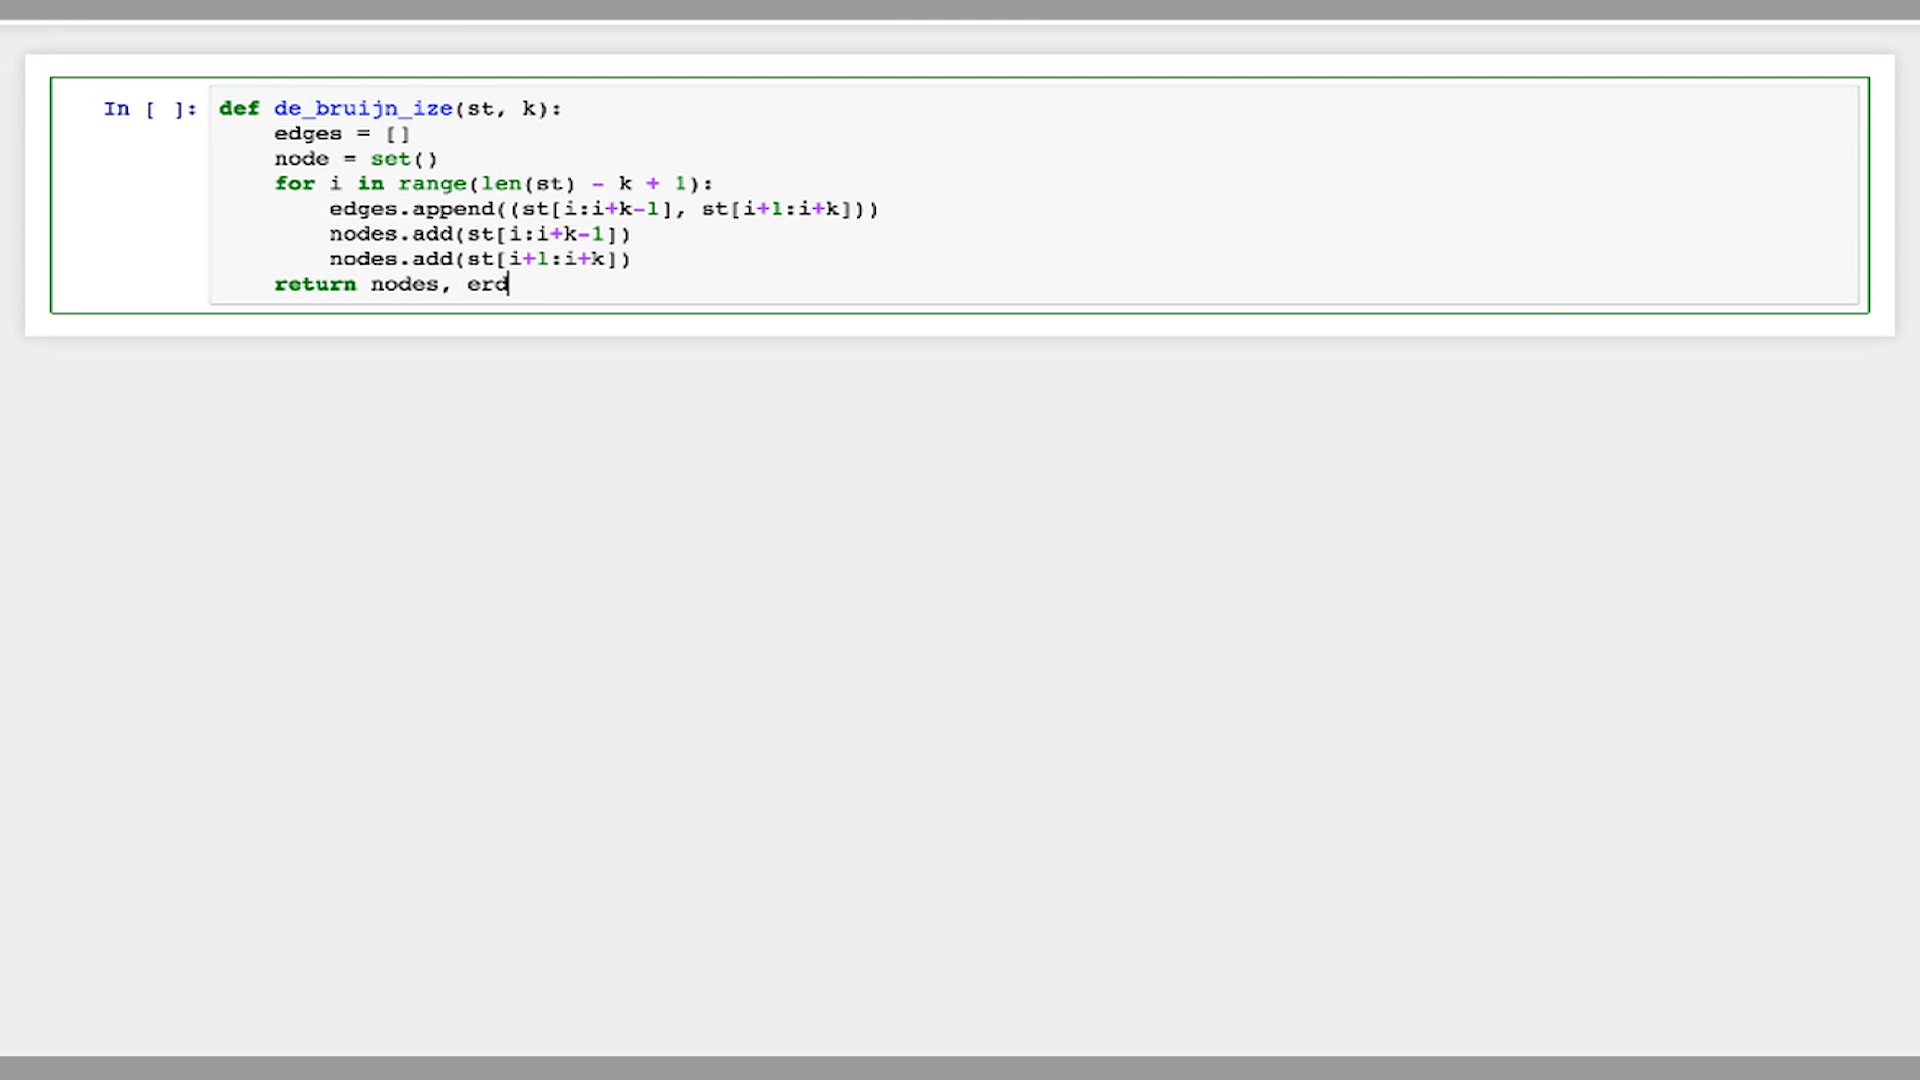 In [ ]: def de_bruijn_ize(st, k):
    edges = []
    node = set()
    for i in range(len(st) - k + 1):
        edges.append((st[i:i+k-1], st[i+1:i+k]))
        nodes.add(st[i:i+k-1])
        nodes.add(st[i+1:i+k])
    return nodes, erd